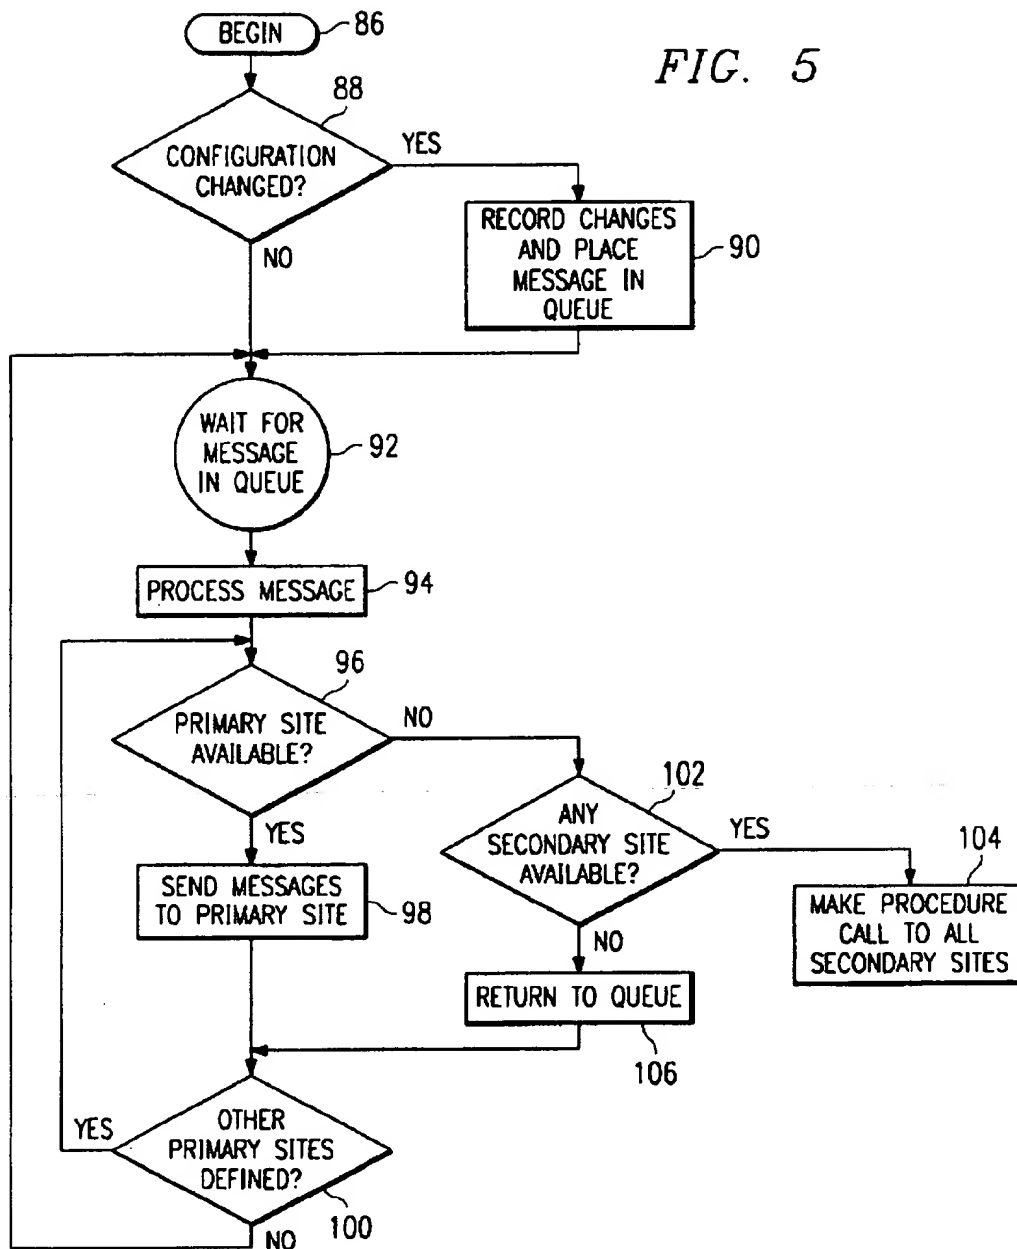 BEGIN
86
FIG. 5
88
CONFIGURATION
CHANGED?
YES
NO
RECORD CHANGES
AND PLACE
MESSAGE IN
QUEUE
90
WAIT FOR
MESSAGE
IN QUEUE
92
PROCESS MESSAGE
94
96
PRIMARY SITE
AVAILABLE?
NO
YES
102
ANY
SECONDARY SITE
AVAILABLE?
YES
NO
104
MAKE PROCEDURE
CALL TO ALL
SECONDARY SITES
SEND MESSAGES
TO PRIMARY SITE
98
RETURN TO QUEUE
106
OTHER
PRIMARY SITES
DEFINED?
YES
100
NO